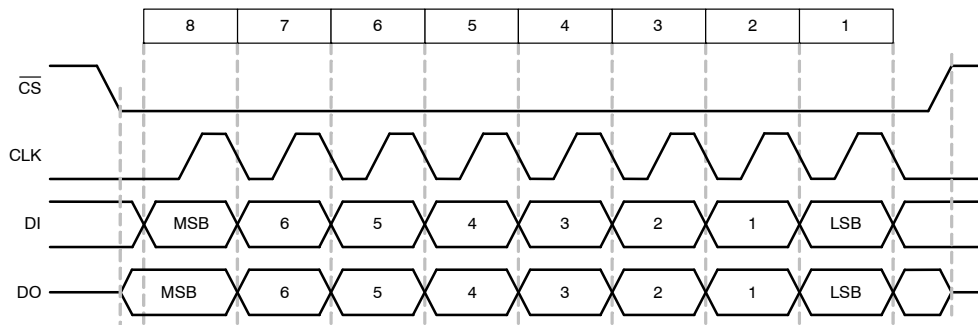 8 7 6 5 4 3 2 1
C̅S̅
CLK
DI MSB 6 5 4 3 2 1 LSB
DO MSB 6 5 4 3 2 1 LSB